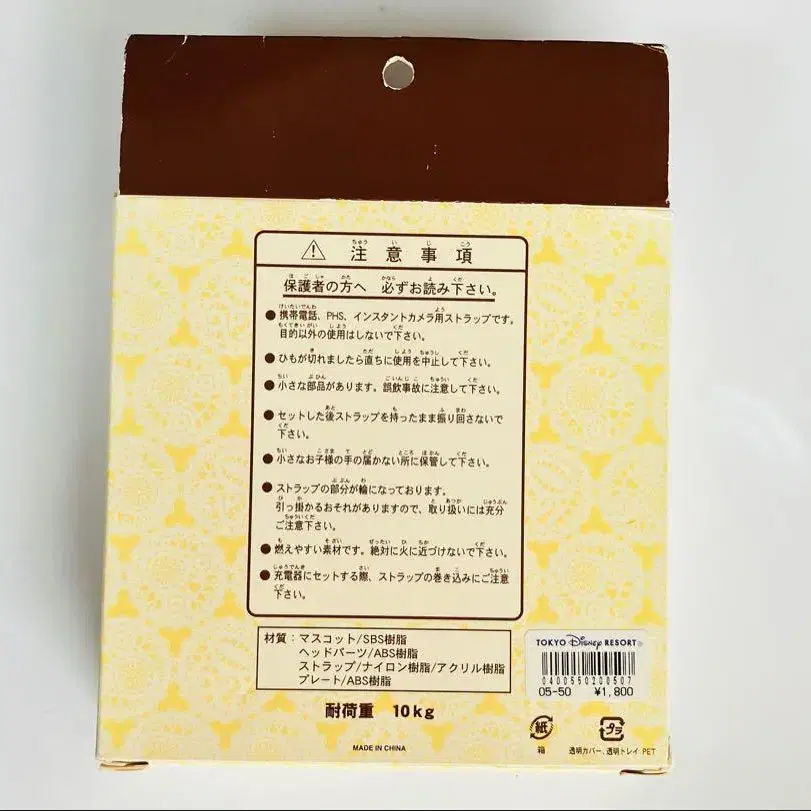 ⚠ 注意事項
保護者の方へ 必ずお読み下さい。
●携帯電話、PHS、インスタントカメラ用ストラップです。
目的以外の使用はしないで下さい。
●ひもが切れましたら直ちに使用を中止して下さい。
●小さな部品があります。誤飲事故に注意して下さい。
●セットした後ストラップを持ったまま振り回さないで
下さい。
●小さなお子様の手の届かない所に保管して下さい。
●ストラップの部分が輪になっております。
引っ掛かるおそれがありますので、取り扱いには充分
ご注意下さい。
●燃えやすい素材です。絶対に火に近づけないで下さい。
●充電器にセットする際、ストラップの巻き込みにご注意
下さい。
材質：マスコット/SBS樹脂
ヘッドパーツ/ABS樹脂
ストラップ/ナイロン樹脂/アクリル樹脂
プレート/ABS樹脂
耐荷重 10kg
MADE IN CHINA
TOKYO Disney RESORT®
0400550200507
05-50 ¥1,800
紙
箱
プラ
透明カバー、透明トレイ:PET